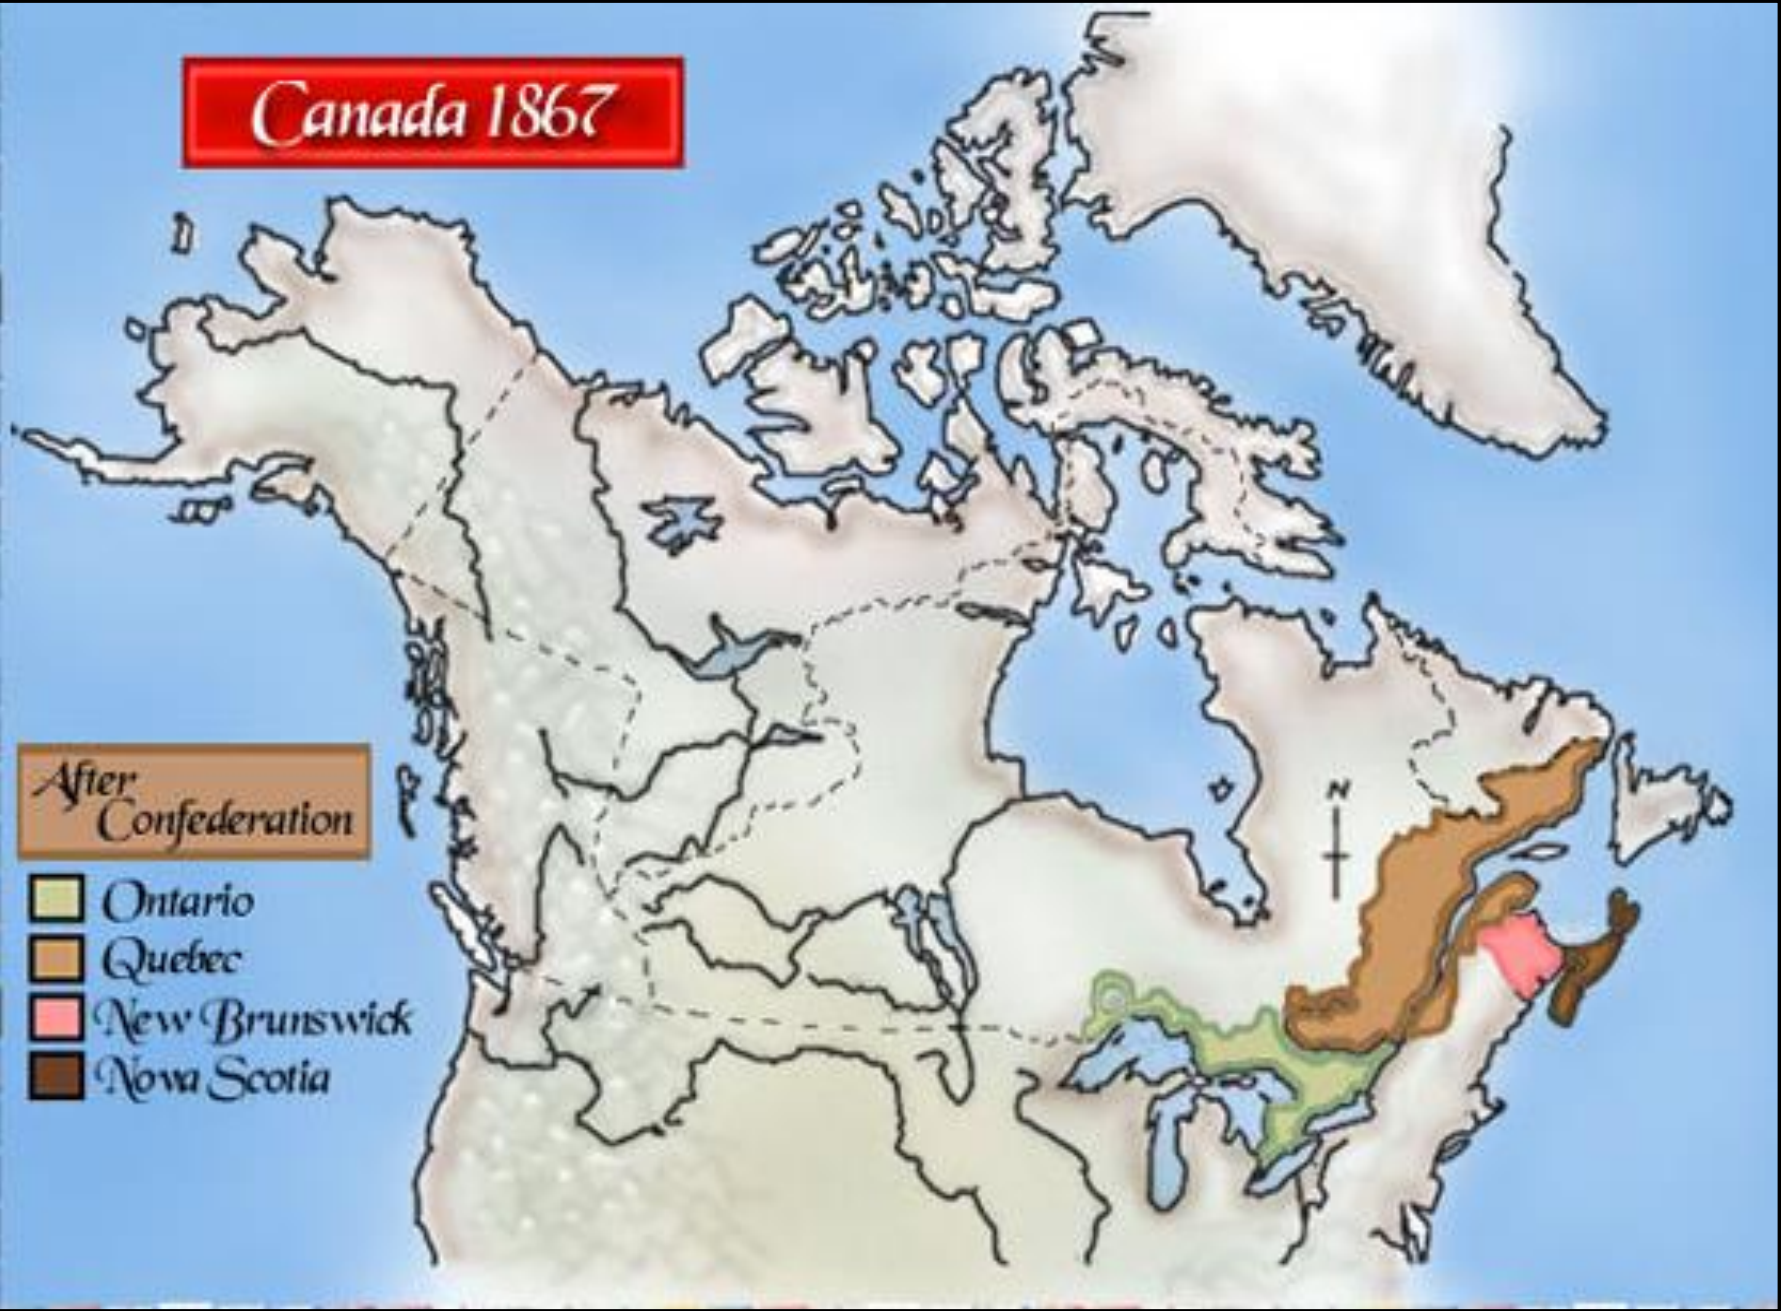 Canada 1867
After
Confederation
Ontario
Quebec
New Brunswick
Nova Scotia
N